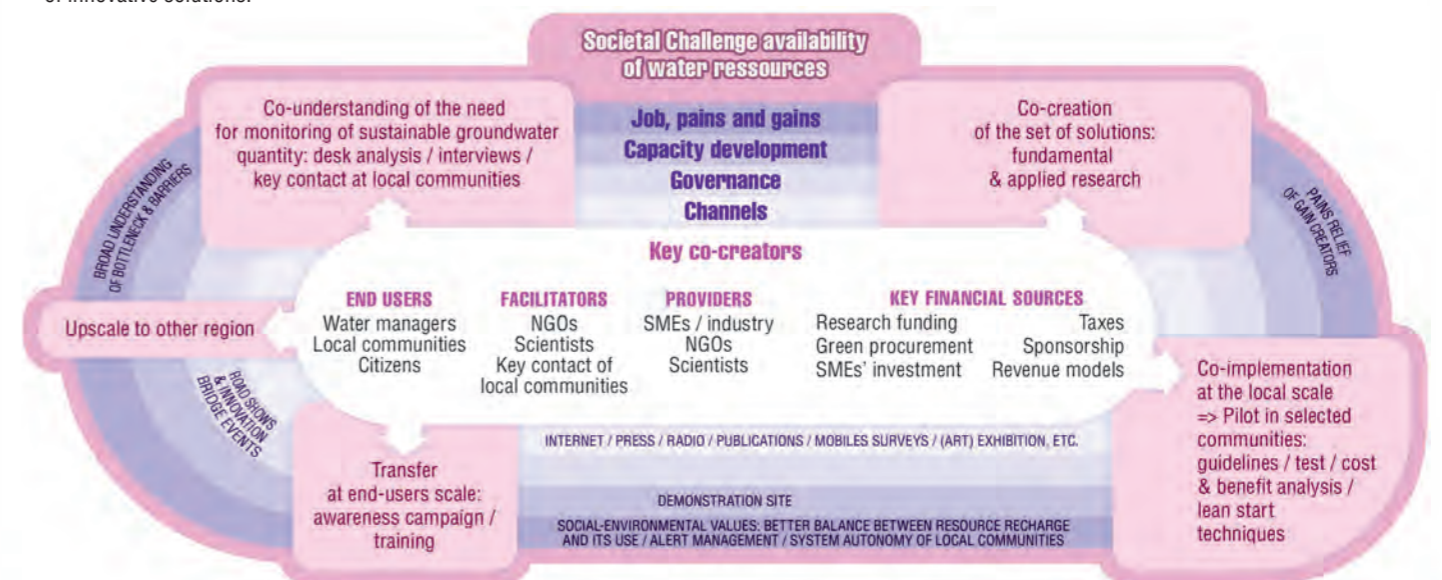 of innovative solutions.
Societal Challenge availability
of water ressources
Co-understanding of the need
for monitoring of sustainable groundwater
quantity: desk analysis / interviews /
key contact at local communities
Job, pains and gains
Capacity development
Governance
Channels
Co-creation
of the set of solutions:
fundamental
& applied research
BROAD UNDERSTANDING
OF BOTTLENECK & BARRIERS
PAINS RELIEF
OF GAIN CREATORS
Key co-creators
END USERS
Water managers
Local communities
Citizens
FACILITATORS
NGOs
Scientists
Key contact of
local communities
PROVIDERS
SMEs / industry
NGOs
Scientists
KEY FINANCIAL SOURCES
Research funding
Green procurement
SMEs' investment
Taxes
Sponsorship
Revenue models
Upscale to other region
ROAD SHOWS
& INNOVATION
BRIDGE EVENTS
Transfer
at end-users scale:
awareness campaign /
training
INTERNET / PRESS / RADIO / PUBLICATIONS / MOBILES SURVEYS / (ART) EXHIBITION, ETC.
DEMONSTRATION SITE
SOCIAL-ENVIRONMENTAL VALUES: BETTER BALANCE BETWEEN RESOURCE RECHARGE
AND ITS USE / ALERT MANAGEMENT / SYSTEM AUTONOMY OF LOCAL COMMUNITIES
Co-implementation
at the local scale
=> Pilot in selected
communities:
guidelines / test / cost
& benefit analysis /
lean start
techniques